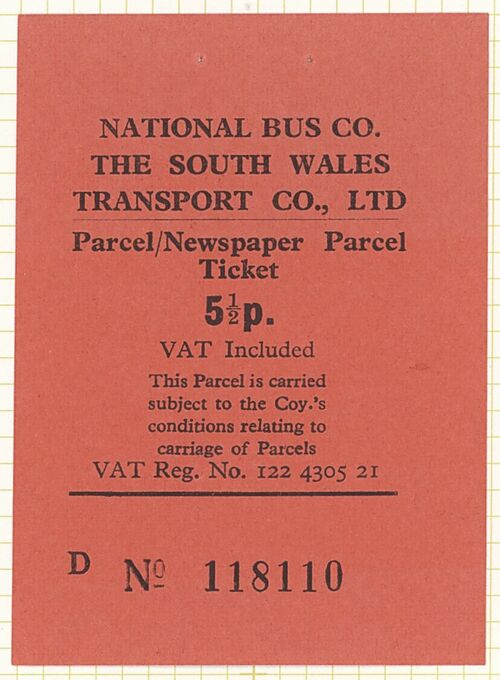 NATIONAL BUS CO.
THE SOUTH WALES
TRANSPORT CO., LTD
Parcel/Newspaper Parcel
Ticket
5½p.
VAT Included
This Parcel is carried
subject to the Coy.'s
conditions relating to
carriage of Parcels
VAT Reg. No. 122 4305 21
D Nº 118110